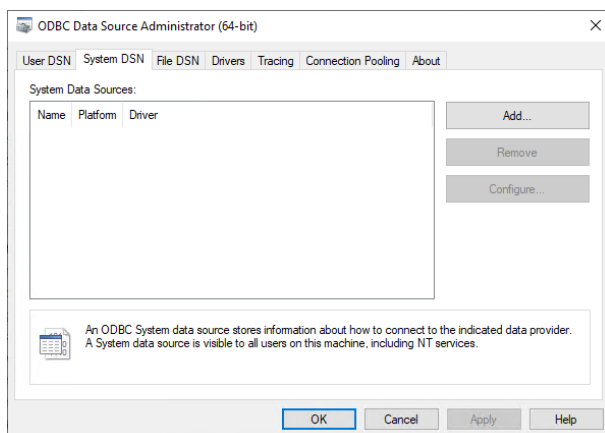 ODBC Data Source Administrator (64-bit)
User DSN System DSN File DSN Drivers Tracing Connection Pooling About
System Data Sources:
Name Platform Driver
Add...
Remove
Configure...
An ODBC System data source stores information about how to connect to the indicated data provider.
A System data source is visible to all users on this machine, including NT services.
OK Cancel Apply Help